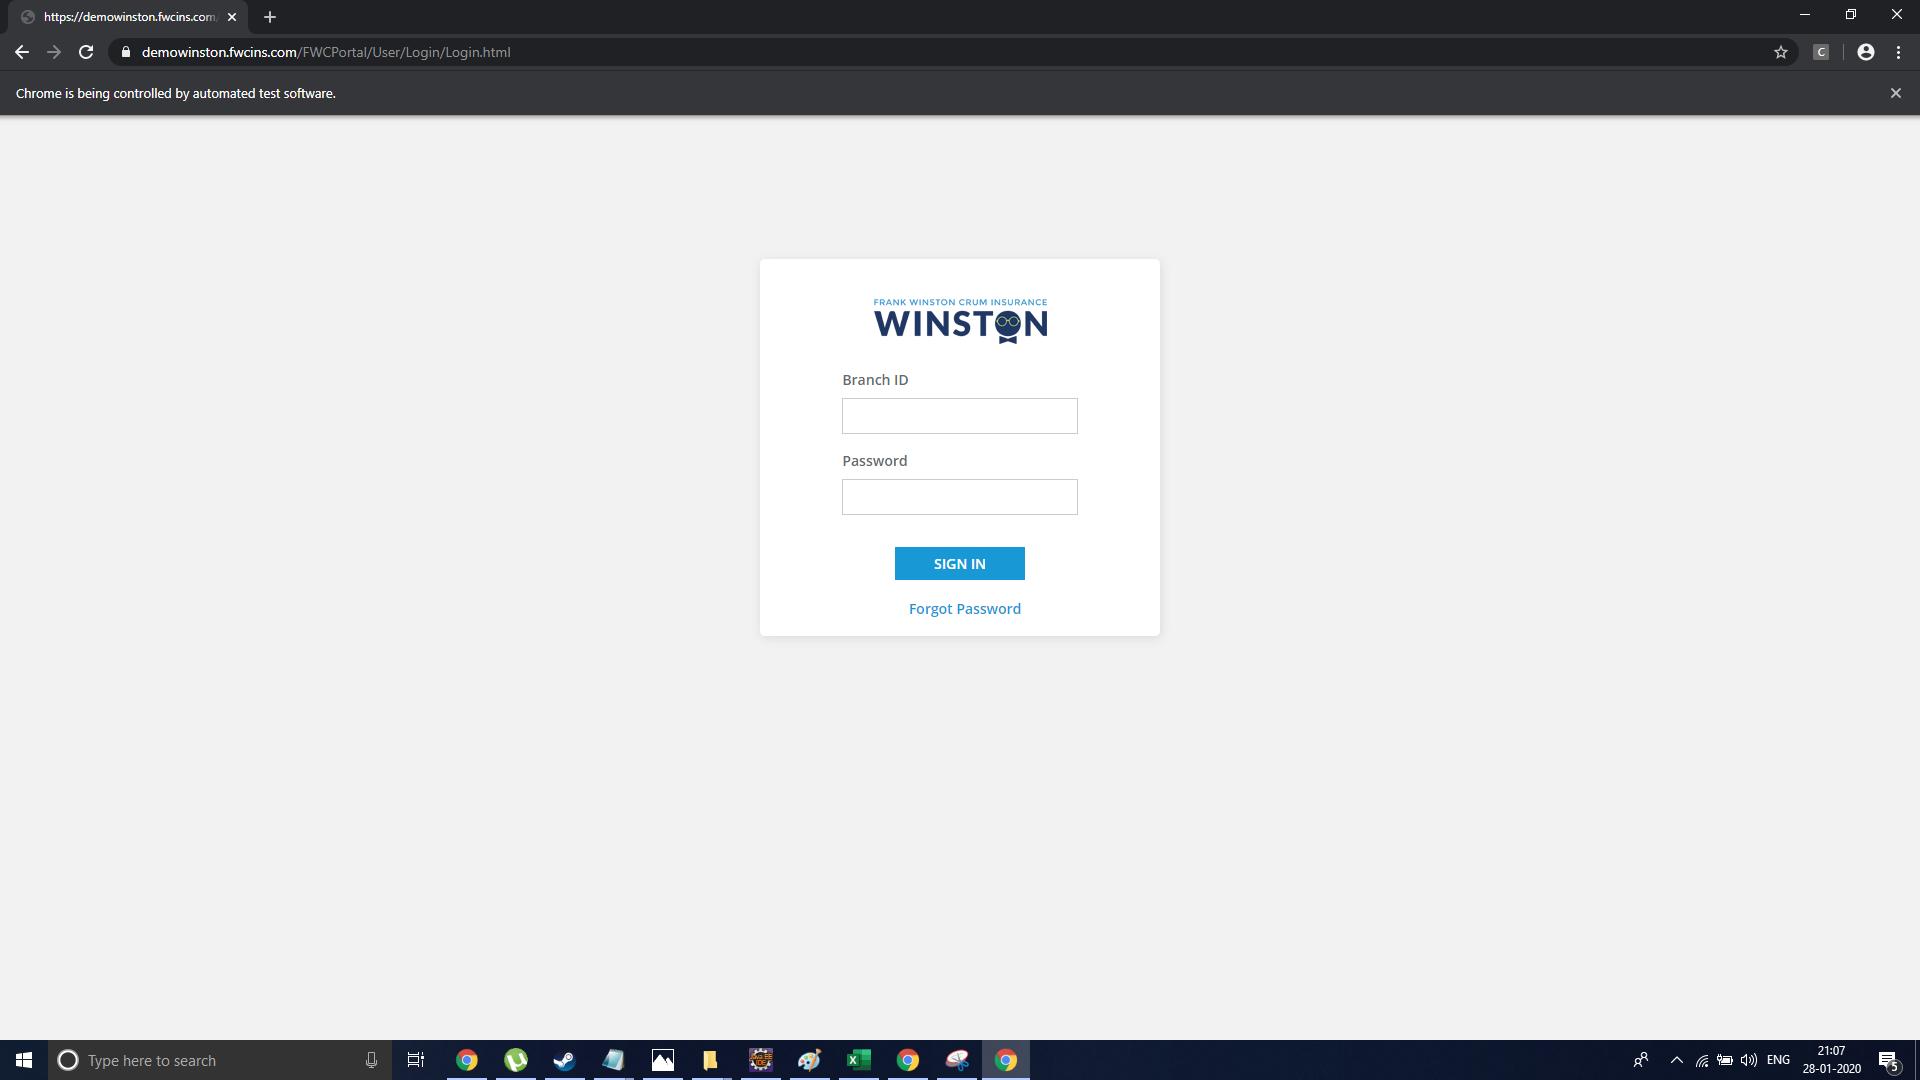 https://demowinston.fwcins.com/
demowinston.fwcins.com/FWCPortal/User/Login/Login.html
C
Chrome is being controlled by automated test software.
FRANK WINSTON CRUM INSURANCE
WINSTON
Branch ID
Password
SIGN IN
Forgot Password
Type here to search
ENG
21:07
28-01-2020
5